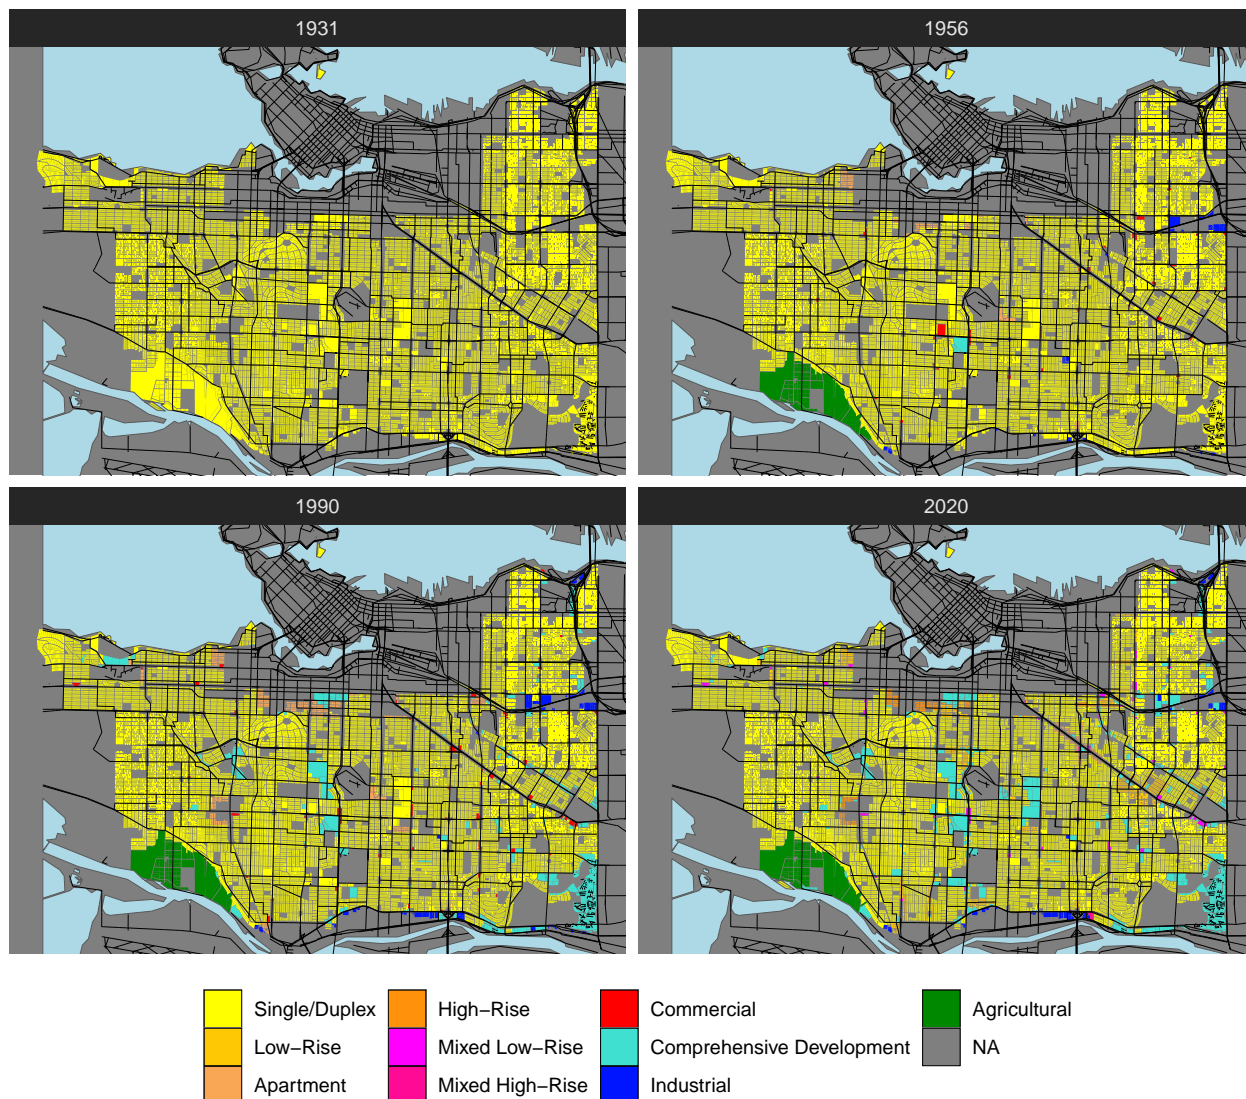 1931
1956
1990
2020
Single/Duplex
Low−Rise
Apartment
High−Rise
Mixed Low−Rise
Mixed High−Rise
Commercial
Comprehensive Development
Industrial
Agricultural
NA